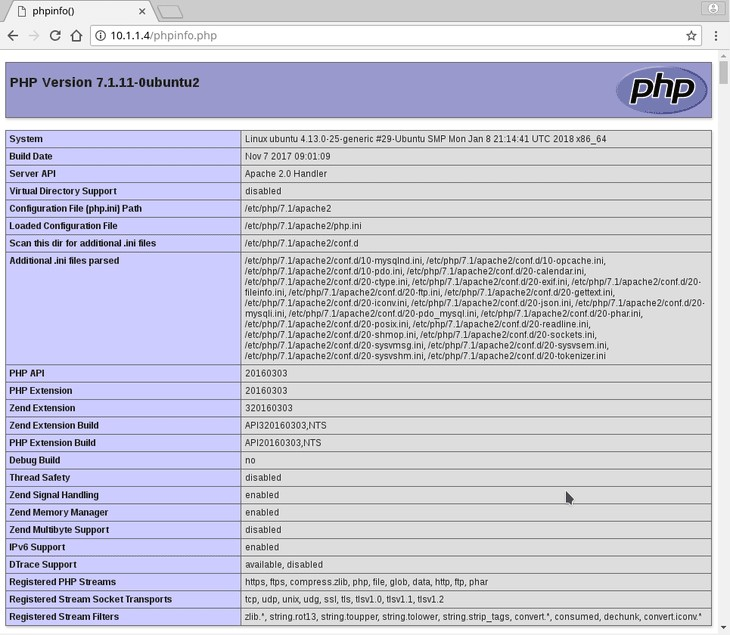 phpinfo()
10.1.1.4/phpinfo.php
PHP Version 7.1.11-0ubuntu2
php
System Linux ubuntu 4.13.0-25-generic #29-Ubuntu SMP Mon Jan 8 21:14:41 UTC 2018 x86_64
Build Date Nov 7 2017 09:01:09
Server API Apache 2.0 Handler
Virtual Directory Support disabled
Configuration File (php.ini) Path /etc/php/7.1/apache2
Loaded Configuration File /etc/php/7.1/apache2/php.ini
Scan this dir for additional .ini files /etc/php/7.1/apache2/conf.d
Additional .ini files parsed /etc/php/7.1/apache2/conf.d/10-mysqlnd.ini, /etc/php/7.1/apache2/conf.d/10-opcache.ini,
/etc/php/7.1/apache2/conf.d/10-pdo.ini, /etc/php/7.1/apache2/conf.d/20-calendar.ini,
/etc/php/7.1/apache2/conf.d/20-ctype.ini, /etc/php/7.1/apache2/conf.d/20-exif.ini, /etc/php/7.1/apache2/conf.d/20-
fileinfo.ini, /etc/php/7.1/apache2/conf.d/20-ftp.ini, /etc/php/7.1/apache2/conf.d/20-gettext.ini,
/etc/php/7.1/apache2/conf.d/20-iconv.ini, /etc/php/7.1/apache2/conf.d/20-json.ini, /etc/php/7.1/apache2/conf.d/20-
mysqli.ini, /etc/php/7.1/apache2/conf.d/20-pdo_mysql.ini, /etc/php/7.1/apache2/conf.d/20-phar.ini,
/etc/php/7.1/apache2/conf.d/20-posix.ini, /etc/php/7.1/apache2/conf.d/20-readline.ini,
/etc/php/7.1/apache2/conf.d/20-shmop.ini, /etc/php/7.1/apache2/conf.d/20-sockets.ini,
/etc/php/7.1/apache2/conf.d/20-sysvmsg.ini, /etc/php/7.1/apache2/conf.d/20-sysvsem.ini,
/etc/php/7.1/apache2/conf.d/20-sysvshm.ini, /etc/php/7.1/apache2/conf.d/20-tokenizer.ini
PHP API 20160303
PHP Extension 20160303
Zend Extension 320160303
Zend Extension Build API320160303,NTS
PHP Extension Build API20160303,NTS
Debug Build no
Thread Safety disabled
Zend Signal Handling enabled
Zend Memory Manager enabled
Zend Multibyte Support disabled
IPv6 Support enabled
DTrace Support available, disabled
Registered PHP Streams https, ftps, compress.zlib, php, file, glob, data, http, ftp, phar
Registered Stream Socket Transports tcp, udp, unix, udg, ssl, tls, tlsv1.0, tlsv1.1, tlsv1.2
Registered Stream Filters zlib.*, string.rot13, string.toupper, string.tolower, string.strip_tags, convert.*, consumed, dechunk, convert.iconv.*